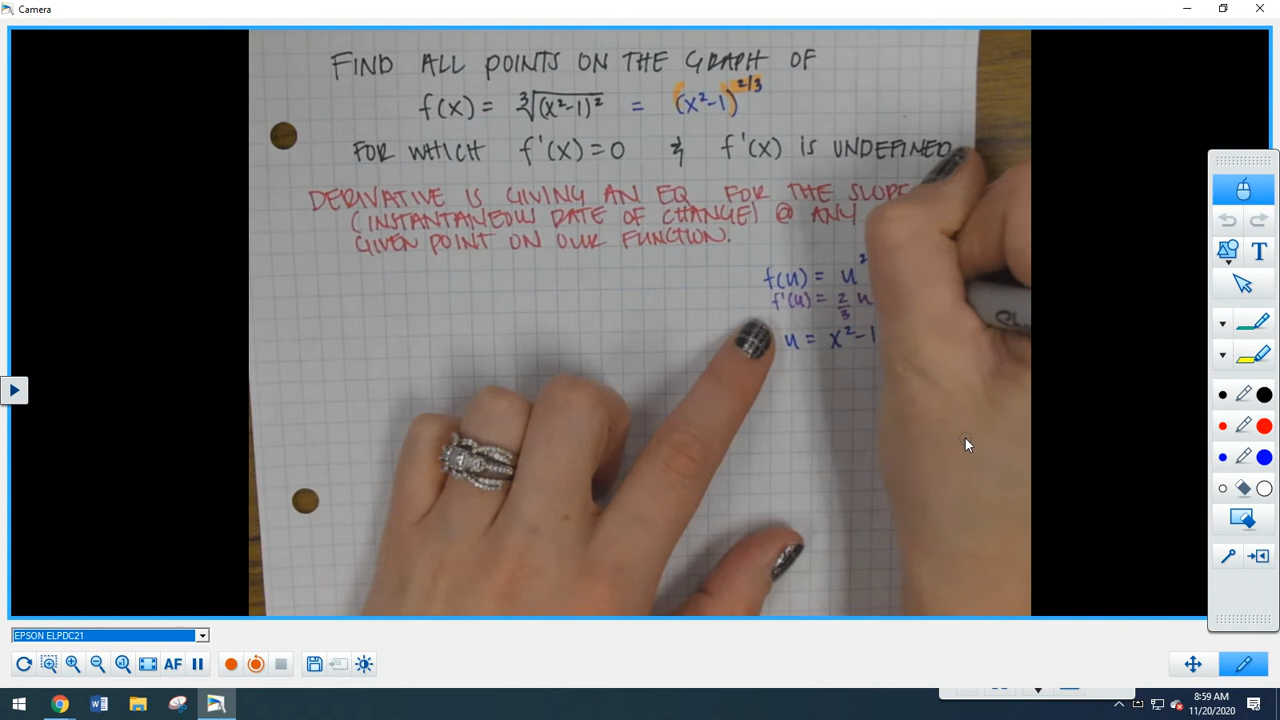 Camera
FIND ALL POINTS ON THE GRAPH OF
f(x) = ∛(x²-1)² = (x²-1)^2/3
FOR WHICH f'(x)=0 & f'(x) IS UNDEFINED
DERIVATIVE IS GIVING AN EQ FOR THE SLOPE
(INSTANTANEOUS RATE OF CHANGE) @ ANY
GIVEN POINT ON OUR FUNCTION.
f(u) = u²
f'(u) = 2/3 u
u = x²-1
T
EPSON ELPDC21
AF
8:59 AM
11/20/2020